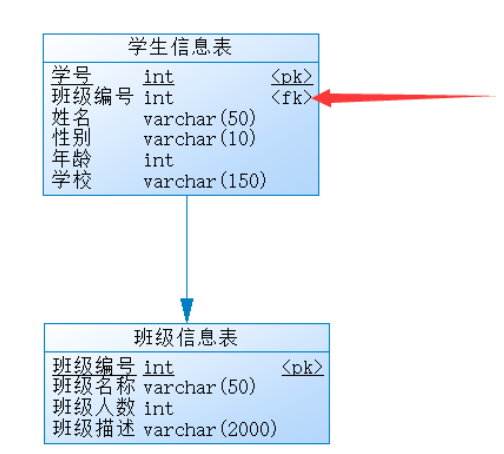 学生信息表
学号 int <pk>
班级编号 int <fk>
姓名 varchar(50)
性别 varchar(10)
年龄 int
学校 varchar(150)
班级信息表
班级编号 int <pk>
班级名称 varchar(50)
班级人数 int
班级描述 varchar(2000)